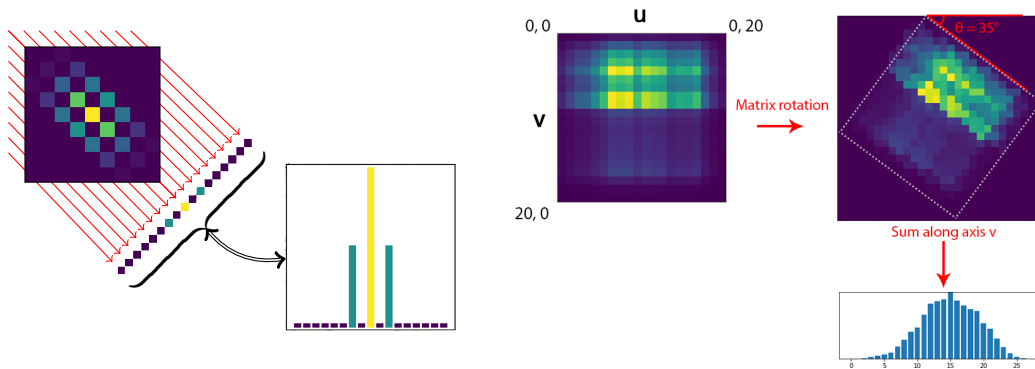 u
0, 0
0, 20
v
20, 0
Matrix rotation
θ = 35°
Sum along axis v
0 5 10 15 20 25